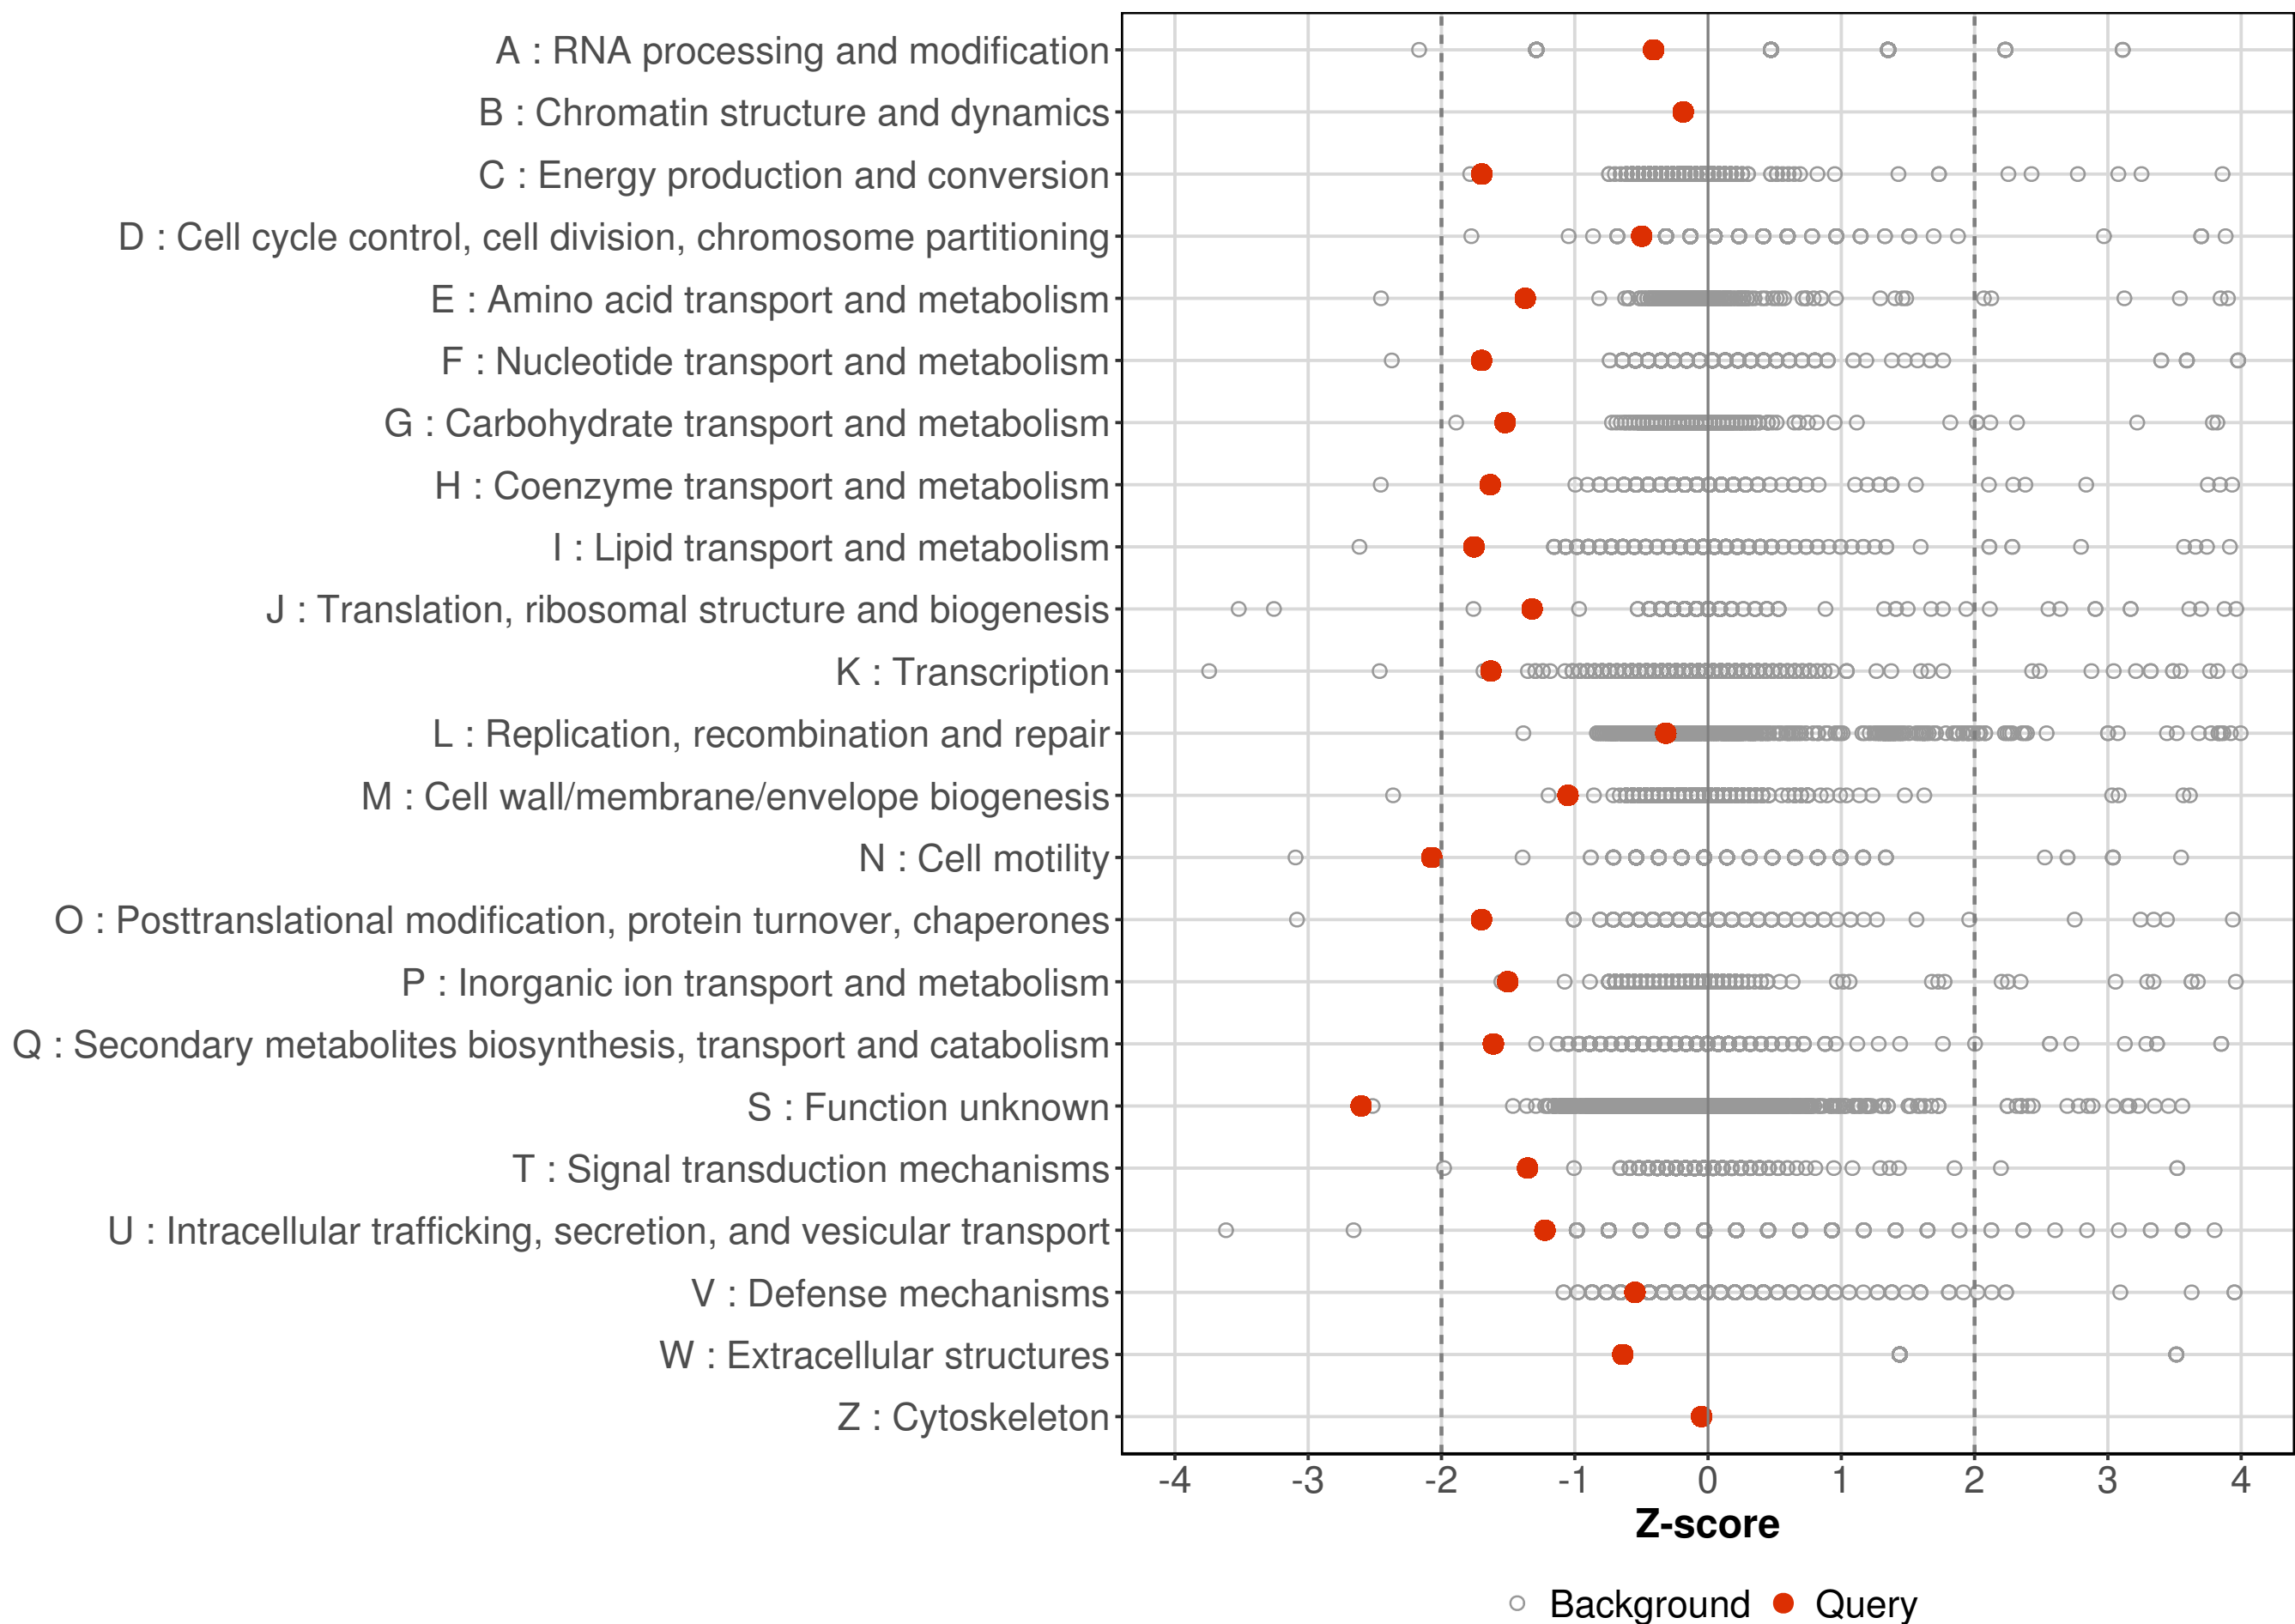 A : RNA processing and modification
B : Chromatin structure and dynamics
C : Energy production and conversion
D : Cell cycle control, cell division, chromosome partitioning
E : Amino acid transport and metabolism
F : Nucleotide transport and metabolism
G : Carbohydrate transport and metabolism
H : Coenzyme transport and metabolism
I : Lipid transport and metabolism
J : Translation, ribosomal structure and biogenesis
K : Transcription
L : Replication, recombination and repair
M : Cell wall/membrane/envelope biogenesis
N : Cell motility
O : Posttranslational modification, protein turnover, chaperones
P : Inorganic ion transport and metabolism
Q : Secondary metabolites biosynthesis, transport and catabolism
S : Function unknown
T : Signal transduction mechanisms
U : Intracellular trafficking, secretion, and vesicular transport
V : Defense mechanisms
W : Extracellular structures
Z : Cytoskeleton
-4 -3 -2 -1 0 1 2 3 4
Z-score
Background Query